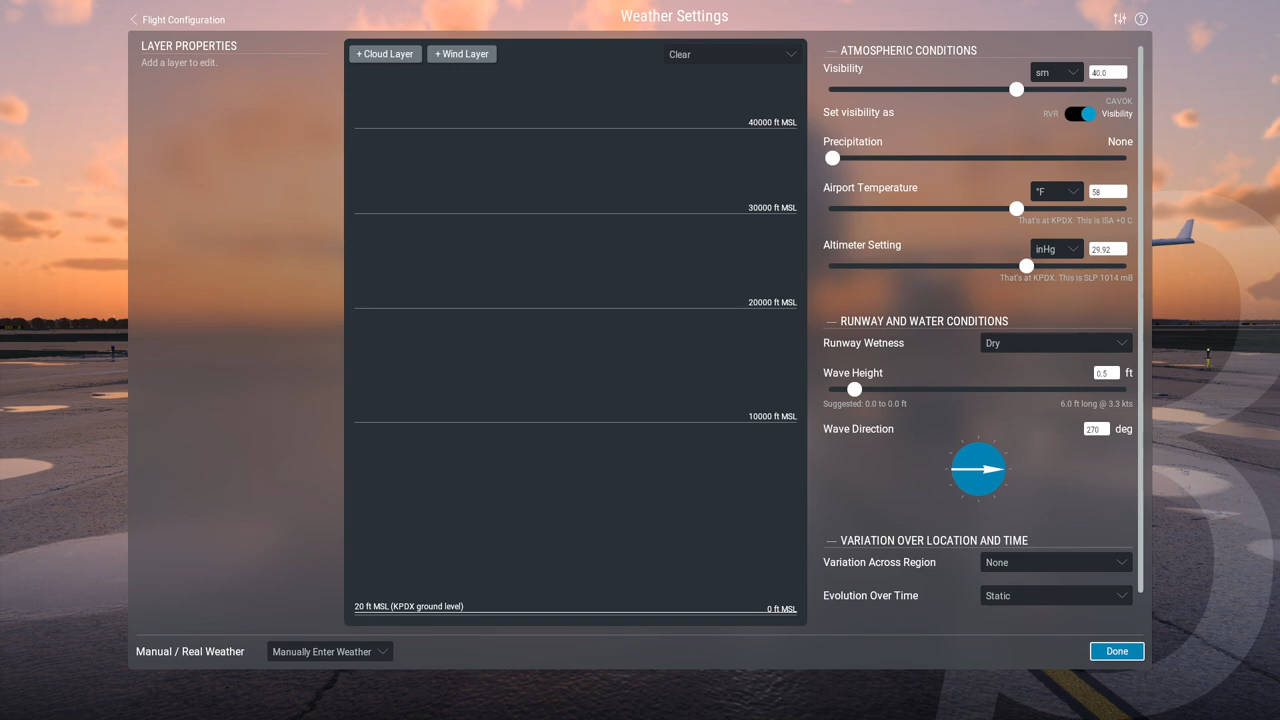 Flight Configuration
Weather Settings
LAYER PROPERTIES
Add a layer to edit.
+ Cloud Layer
+ Wind Layer
Clear
40000 ft MSL
30000 ft MSL
20000 ft MSL
10000 ft MSL
20 ft MSL (KPDX ground level)
0 ft MSL
ATMOSPHERIC CONDITIONS
Visibility
sm
40.0
CAVOK
Set visibility as
RVR
Visibility
Precipitation
None
Airport Temperature
°F
58
That's at KPDX. This is ISA +0 C
Altimeter Setting
inHg
29.92
That's at KPDX. This is SLP 1014 mB
RUNWAY AND WATER CONDITIONS
Runway Wetness
Dry
Wave Height
0.5
ft
Suggested: 0.0 to 0.0 ft
6.0 ft long @ 3.3 kts
Wave Direction
270
deg
VARIATION OVER LOCATION AND TIME
Variation Across Region
None
Evolution Over Time
Static
Manual / Real Weather
Manually Enter Weather
Done